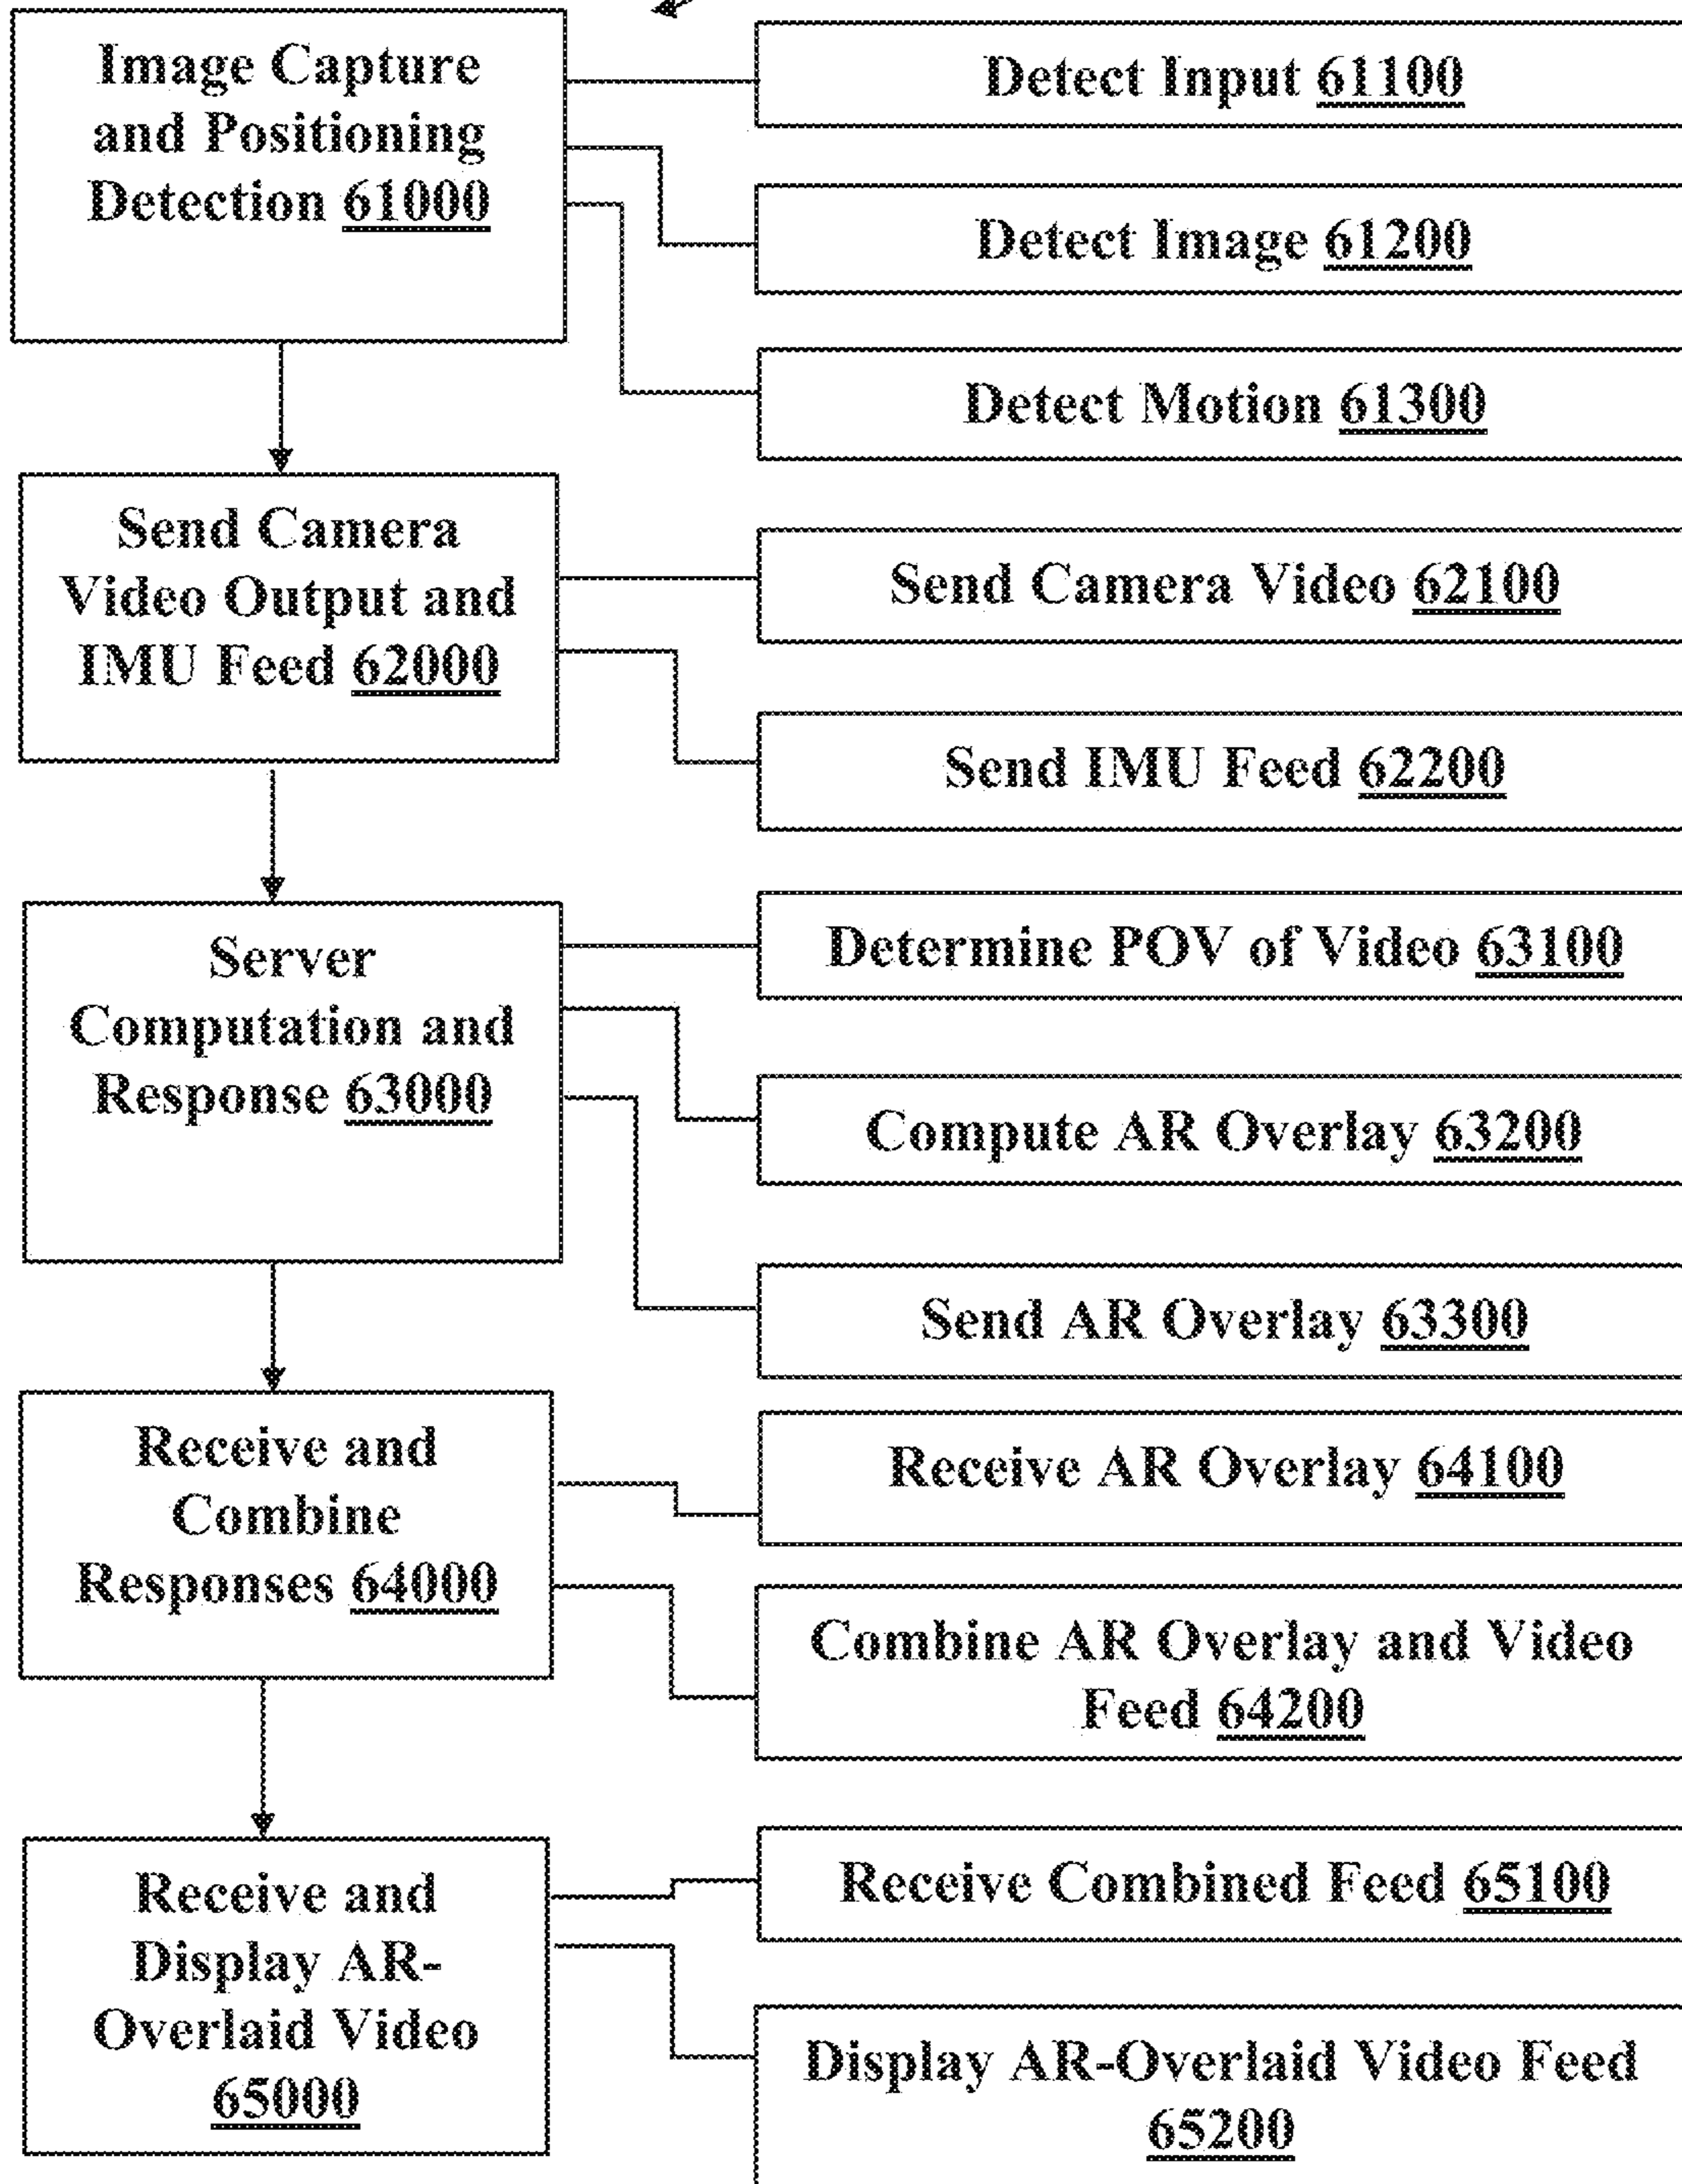 Image Capture
and Positioning
Detection 61000
Detect Input 61100
Detect Image 61200
Detect Motion 61300
Send Camera
Video Output and
IMU Feed 62000
Send Camera Video 62100
Send IMU Feed 62200
Server
Computation and
Response 63000
Determine POV of Video 63100
Compute AR Overlay 63200
Send AR Overlay 63300
Receive and
Combine
Responses 64000
Receive AR Overlay 64100
Combine AR Overlay and Video
Feed 64200
Receive and
Display AR-
Overlaid Video
65000
Receive Combined Feed 65100
Display AR-Overlaid Video Feed
65200